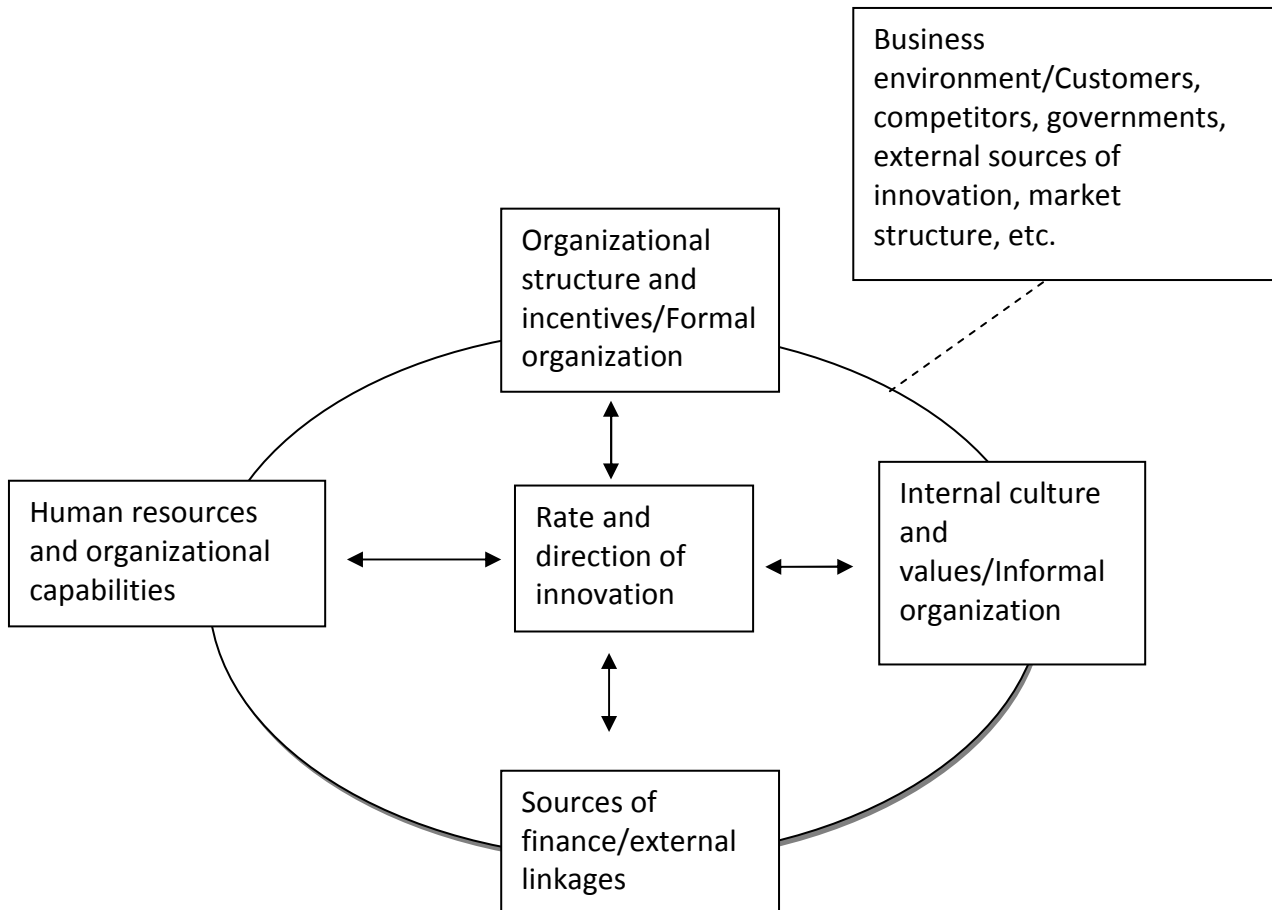 Business
environment/Customers,
competitors, governments,
external sources of
innovation, market
structure, etc.
Organizational
structure and
incentives/Formal
organization
Human resources
and organizational
capabilities
Rate and
direction of
innovation
Internal culture
and
values/Informal
organization
Sources of
finance/external
linkages